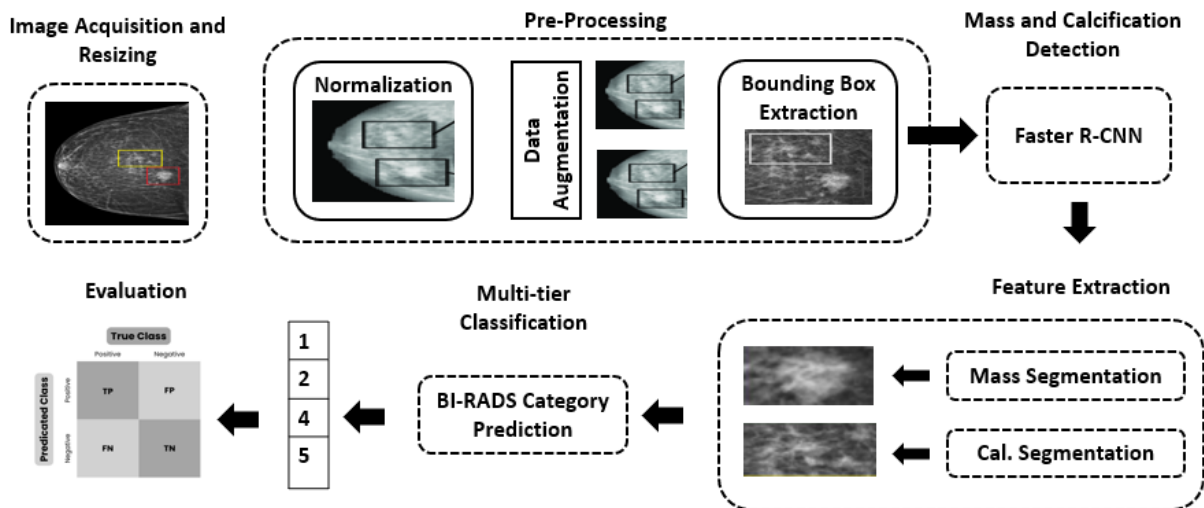 Image Acquisition and
Resizing
Pre-Processing
Normalization
Data
Augmentation
Bounding Box
Extraction
Mass and Calcification
Detection
Faster R-CNN
Feature Extraction
Mass Segmentation
Cal. Segmentation
Multi-tier
Classification
BI-RADS Category
Prediction
1
2
4
5
Evaluation
True Class
Positive Negative
Predicated Class
Positive
Negative
TP FP
FN TN